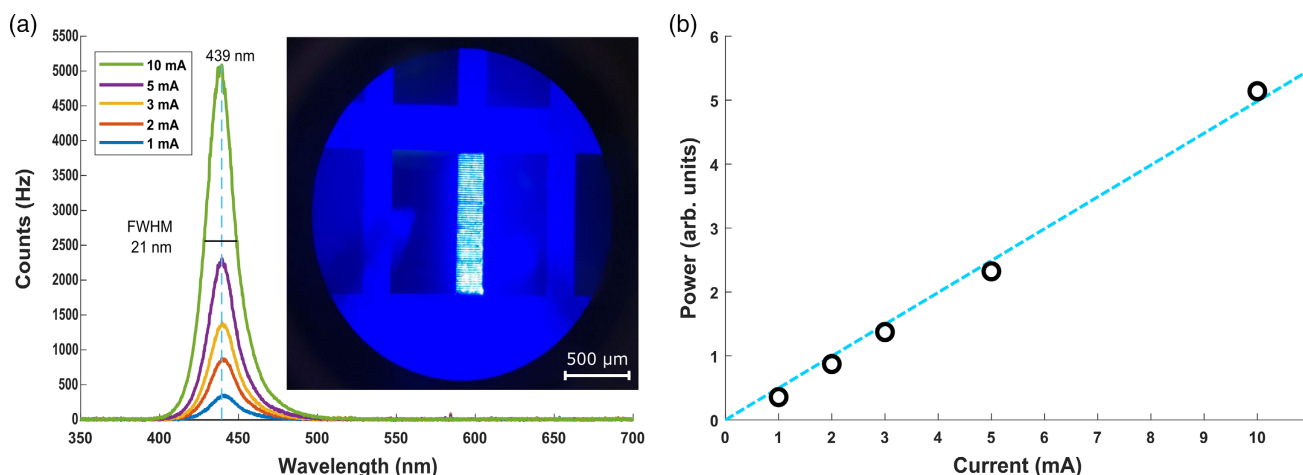 (a)
5500
5000
4500
4000
3500
3000
2500
2000
1500
1000
500
0
Counts (Hz)
10 mA
5 mA
3 mA
2 mA
1 mA
439 nm
FWHM
21 nm
500 µm
350
400
450
500
550
600
650
700
Wavelength (nm)
(b)
6
5
4
3
2
1
0
Power (arb. units)
0
1
2
3
4
5
6
7
8
9
10
Current (mA)